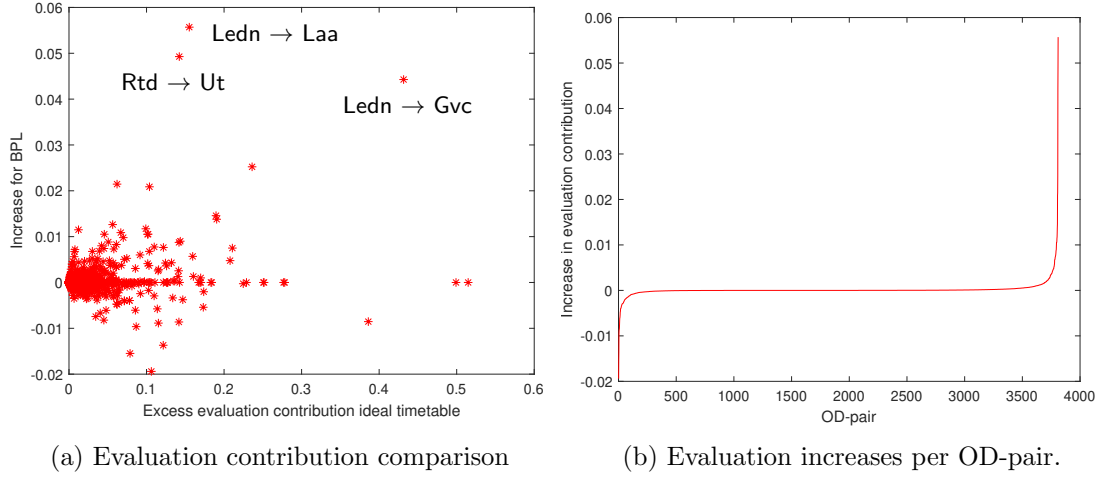 0.06
0.05
0.04
0.03
0.02
0.01
0
-0.01
-0.02
Increase for BPL
Ledn → Laa
Rtd → Ut
Ledn → Gvc
0 0.1 0.2 0.3 0.4 0.5 0.6
Excess evaluation contribution ideal timetable
(a) Evaluation contribution comparison
0.06
0.05
0.04
0.03
0.02
0.01
0
-0.01
-0.02
Increase in evaluation contribution
0 500 1000 1500 2000 2500 3000 3500 4000
OD-pair
(b) Evaluation increases per OD-pair.